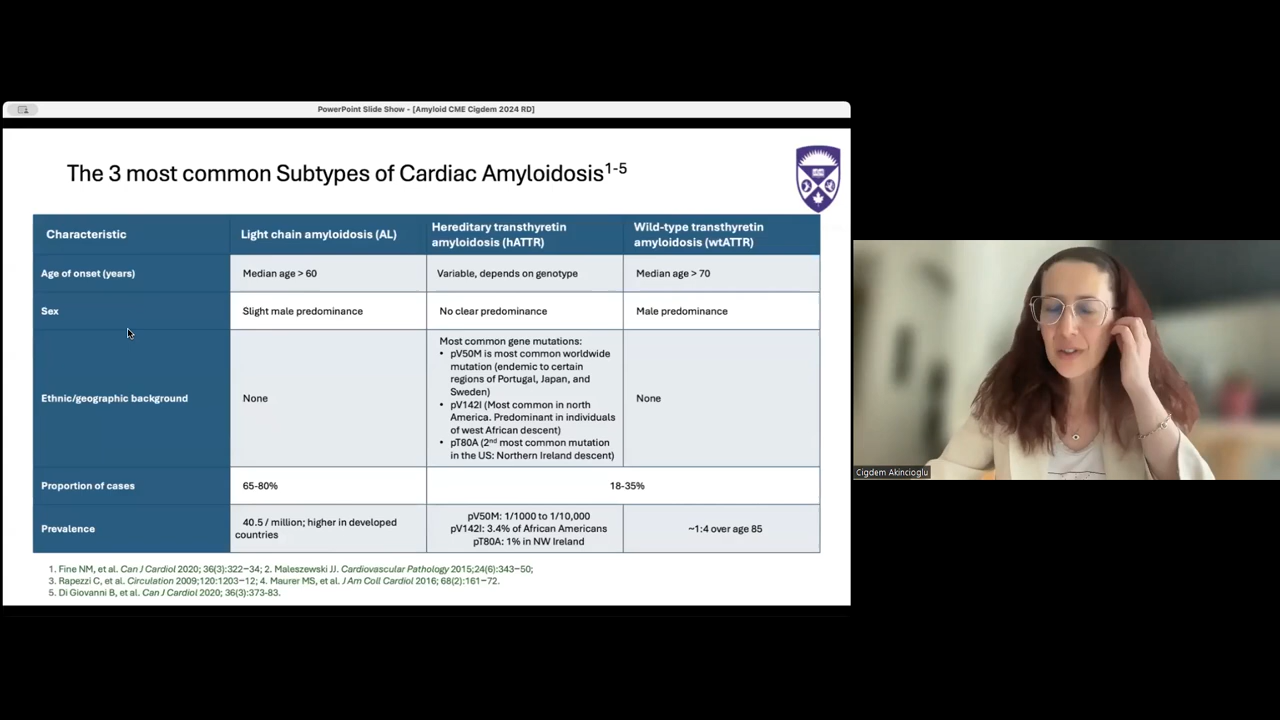 PowerPoint Slide Show - [Amyloid CME Cigdem 2024 RD]
The 3 most common Subtypes of Cardiac Amyloidosis1-5
Characteristic
Light chain amyloidosis (AL)
Hereditary transthyretin
amyloidosis (hATTR)
Wild-type transthyretin
amyloidosis (wtATTR)
Age of onset (years)
Median age > 60
Variable, depends on genotype
Median age > 70
Sex
Slight male predominance
No clear predominance
Male predominance
Ethnic/geographic background
None
Most common gene mutations:
• pV50M is most common worldwide
mutation (endemic to certain
regions of Portugal, Japan, and
Sweden)
• pV142I (Most common in north
America. Predominant in individuals
of west African descent)
• pT80A (2nd most common mutation
in the US: Northern Ireland descent)
None
Proportion of cases
65-80%
18-35%
Prevalence
40.5 / million; higher in developed
countries
pV50M: 1/1000 to 1/10,000
pV142I: 3.4% of African Americans
pT80A: 1% in NW Ireland
~1:4 over age 85
1. Fine NM, et al. Can J Cardiol 2020; 36(3):322–34; 2. Maleszewski JJ. Cardiovascular Pathology 2015;24(6):343–50;
3. Rapezzi C, et al. Circulation 2009;120:1203–12; 4. Maurer MS, et al. J Am Coll Cardiol 2016; 68(2):161–72.
5. Di Giovanni B, et al. Can J Cardiol 2020; 36(3):373-83.
Cigdem Akincioglu